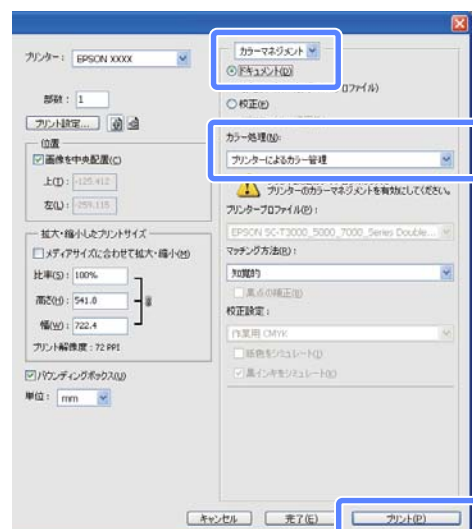 プリンター： EPSON XXXX
部数： 1
プリント設定...
位置
画像を中央配置(C)
上(T)： -125.412
左(L)： -259.115
拡大・縮小したプリントサイズ
メディアサイズに合わせて拡大・縮小(M)
比率(S)： 100%
高さ(H)： 541.8
幅(W)： 722.4
プリント解像度：72 PPI
バウンディングボックス(U)
単位： mm
カラーマネジメント
ドキュメント(D)
ロファイル)
校正(E)
カラー処理(N)：
プリンターによるカラー管理
プリンターのカラーマネジメントを有効にしてください。
プリンタープロファイル(P)：
EPSON SC-T3000_5000_7000_Series Double...
マッチング方法(R)：
知覚的
黒点の補正(B)
校正設定：
作業用 CMYK
紙色をシミュレート(I)
黒インキをシミュレート(K)
キャンセル 完了(E) プリント(P)